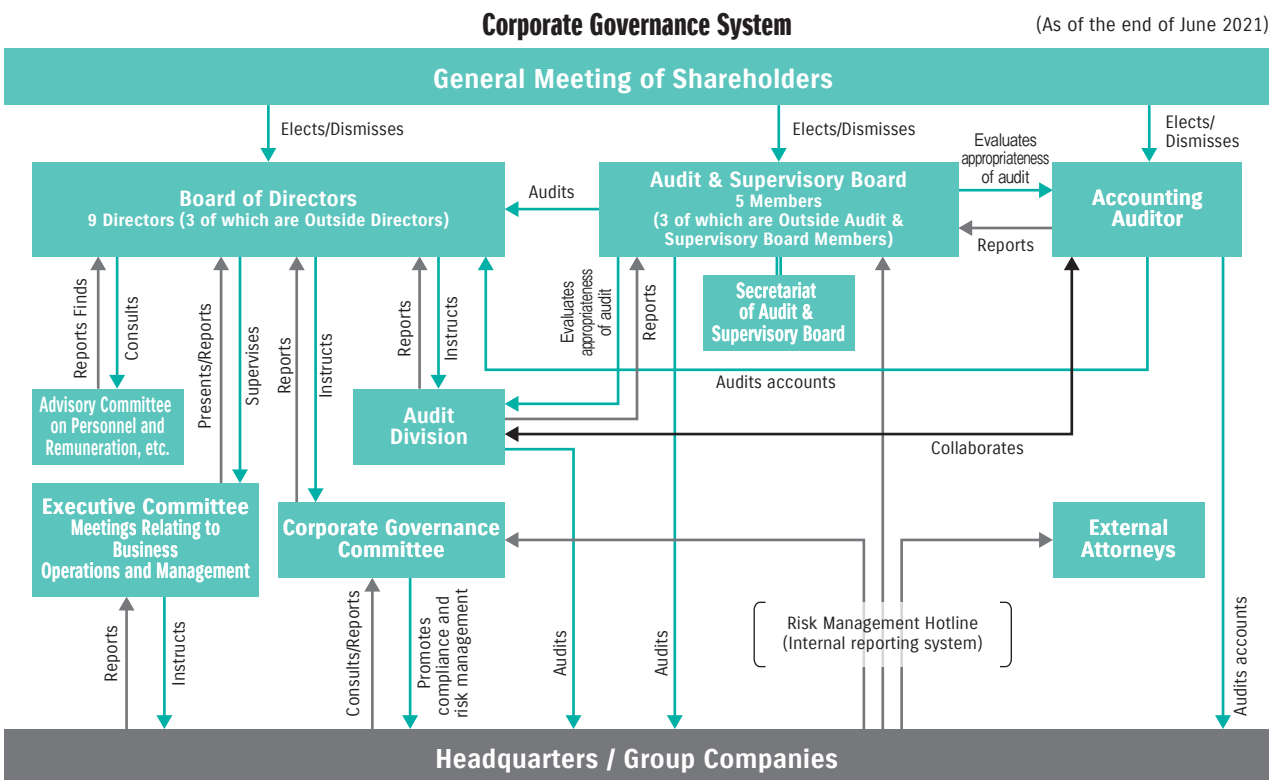 Corporate Governance System
(As of the end of June 2021)
General Meeting of Shareholders
Elects/Dismisses
Elects/Dismisses
Elects/
Dismisses
Board of Directors
9 Directors (3 of which are Outside Directors)
Audits
Audit & Supervisory Board
5 Members
(3 of which are Outside Audit &
Supervisory Board Members)
Evaluates
appropriateness
of audit
Reports
Accounting
Auditor
Secretariat
of Audit &
Supervisory Board
Reports Finds
Consults
Presents/Reports
Supervises
Reports
Instructs
Reports
Instructs
Evaluates
appropriateness
of audit
Reports
Audits accounts
Advisory Committee
on Personnel and
Remuneration, etc.
Audit
Division
Collaborates
Executive Committee
Meetings Relating to
Business
Operations and Management
Corporate Governance
Committee
External
Attorneys
Risk Management Hotline
(Internal reporting system)
Reports
Instructs
Consults/Reports
Promotes
compliance and
risk management
Audits
Audits
Audits accounts
Headquarters / Group Companies